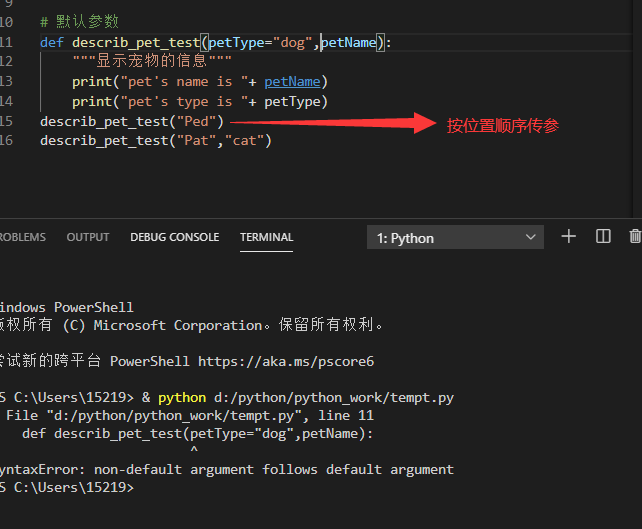 9
10 # 默认参数
11 def describ_pet_test(petType="dog",petName):
12 """显示宠物的信息"""
13 print("pet's name is "+ petName)
14 print("pet's type is "+ petType)
15 describ_pet_test("Ped") 按位置顺序传参
16 describ_pet_test("Pat","cat")
ROBLEMS OUTPUT DEBUG CONSOLE TERMINAL 1: Python
indows PowerShell
版权所有 (C) Microsoft Corporation。保留所有权利。
尝试新的跨平台 PowerShell https://aka.ms/pscore6
S C:\Users\15219> & python d:/python/python_work/tempt.py
File "d:/python/python_work/tempt.py", line 11
def describ_pet_test(petType="dog",petName):
^
yntaxError: non-default argument follows default argument
S C:\Users\15219>